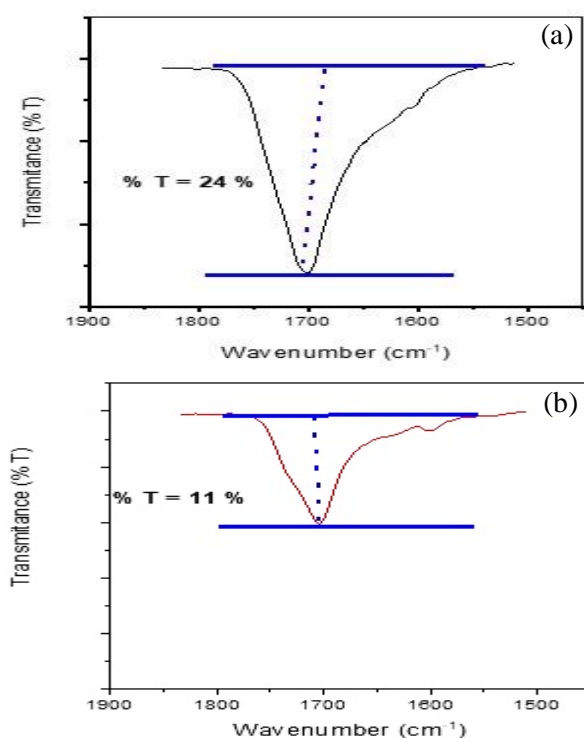 (a)
Transmitance (% T)
% T = 24 %
1900 1800 1700 1600 1500
Wavenumber (cm⁻¹)
(b)
Transmitance (% T)
% T = 11 %
1900 1800 1700 1600 1500
Wavenumber (cm⁻¹)